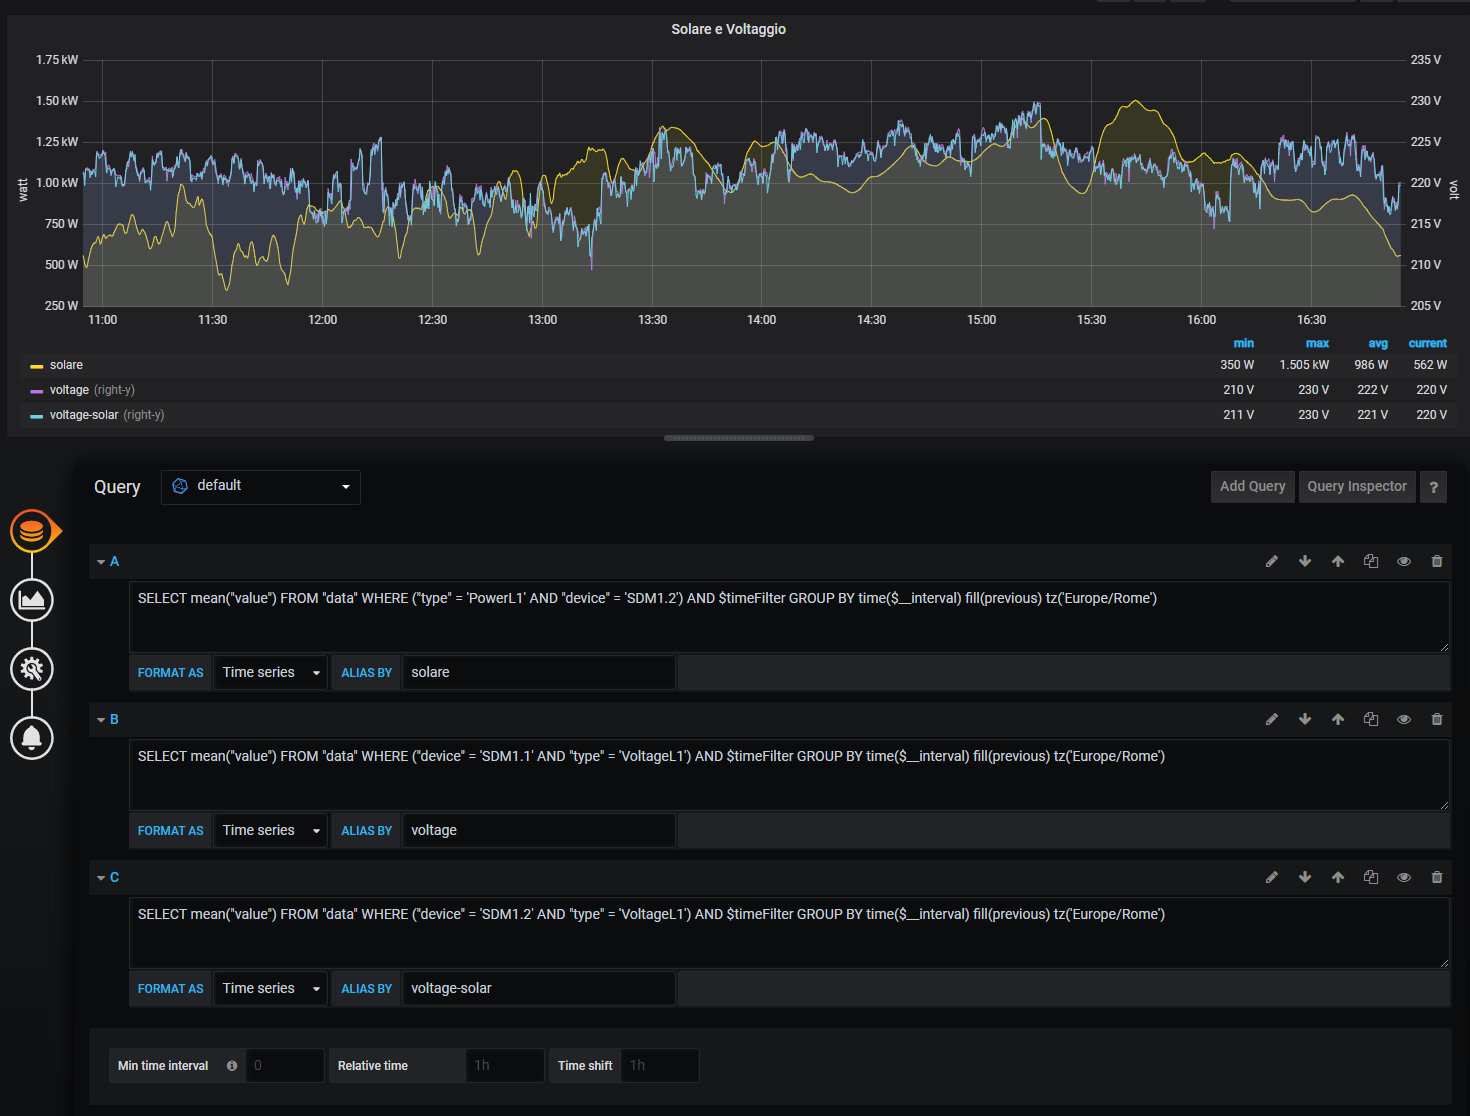 Solare e Voltaggio
1.75 kW
1.50 kW
1.25 kW
1.00 kW
750 W
500 W
250 W
watt
235 V
230 V
225 V
220 V
215 V
210 V
205 V
volt
11:00 11:30 12:00 12:30 13:00 13:30 14:00 14:30 15:00 15:30 16:00 16:30
min max avg current
solare 350 W 1.505 kW 986 W 562 W
voltage (right-y) 210 V 230 V 222 V 220 V
voltage-solar (right-y) 211 V 230 V 221 V 220 V
Query default Add Query Query Inspector ?
A
SELECT mean("value") FROM "data" WHERE ("type" = 'PowerL1' AND "device" = 'SDM1.2') AND $timeFilter GROUP BY time($__interval) fill(previous) tz('Europe/Rome')
FORMAT AS Time series ALIAS BY solare
B
SELECT mean("value") FROM "data" WHERE ("device" = 'SDM1.1' AND "type" = 'VoltageL1') AND $timeFilter GROUP BY time($__interval) fill(previous) tz('Europe/Rome')
FORMAT AS Time series ALIAS BY voltage
C
SELECT mean("value") FROM "data" WHERE ("device" = 'SDM1.2' AND "type" = 'VoltageL1') AND $timeFilter GROUP BY time($__interval) fill(previous) tz('Europe/Rome')
FORMAT AS Time series ALIAS BY voltage-solar
Min time interval 0 Relative time 1h Time shift 1h